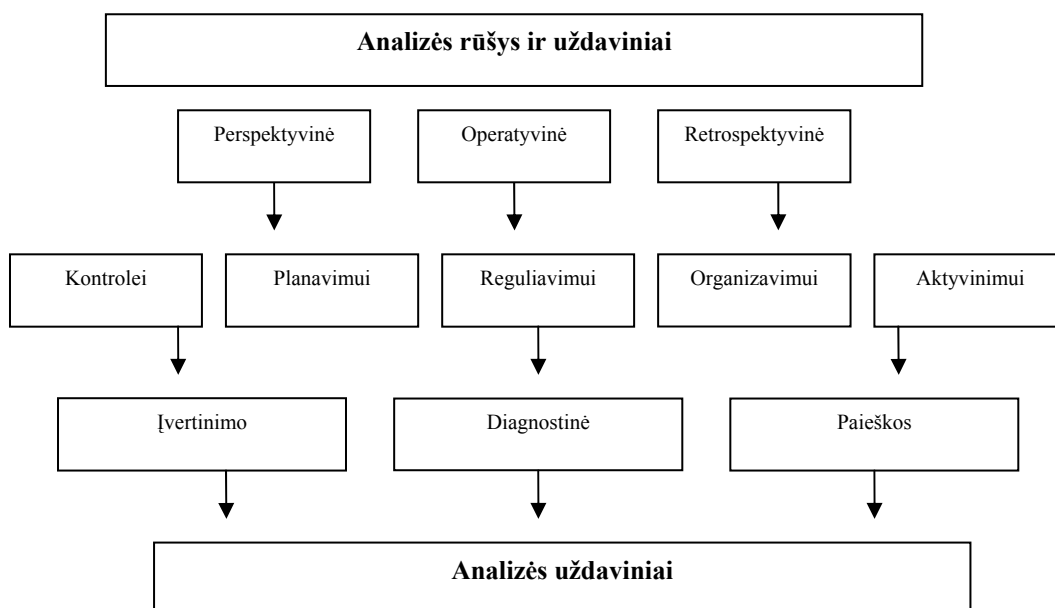 Analizės rūšys ir uždaviniai
Perspektyvinė
Operatyvinė
Retrospektyvinė
Kontrolei
Planavimui
Reguliavimui
Organizavimui
Aktyvinimui
Įvertinimo
Diagnostinė
Paieškos
Analizės uždaviniai